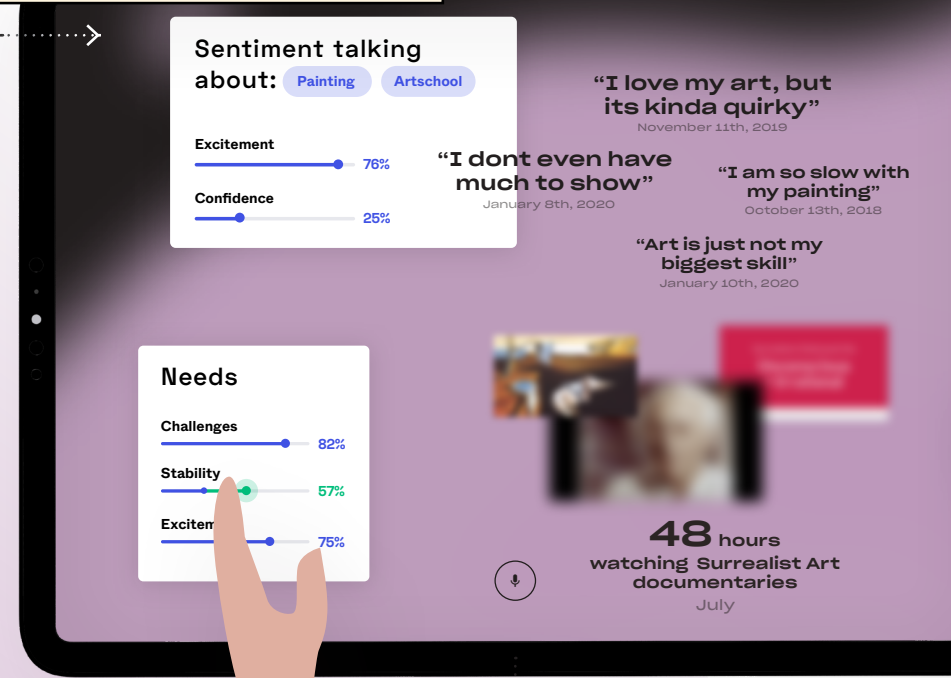 Sentiment talking
about: Painting Artschool
Excitement
76%
Confidence
25%
“I love my art, but
its kinda quirky”
November 11th, 2019
“I dont even have
much to show”
January 8th, 2020
“I am so slow with
my painting”
October 13th, 2018
“Art is just not my
biggest skill”
January 10th, 2020
Needs
Challenges
82%
Stability
57%
Excitem
75%
48 hours
watching Surrealist Art
documentaries
July